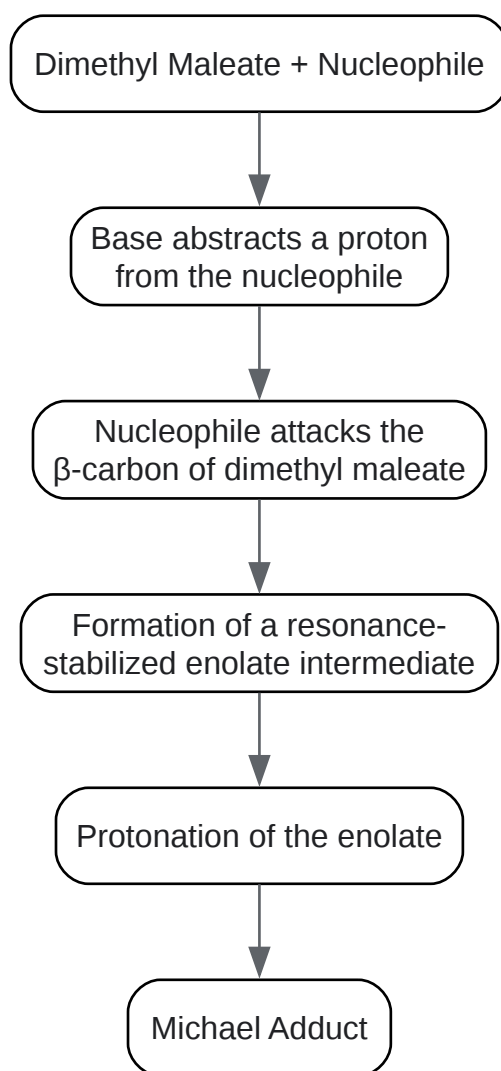 Dimethyl Maleate + Nucleophile
Base abstracts a proton
from the nucleophile
Nucleophile attacks the
β-carbon of dimethyl maleate
Formation of a resonance-
stabilized enolate intermediate
Protonation of the enolate
Michael Adduct